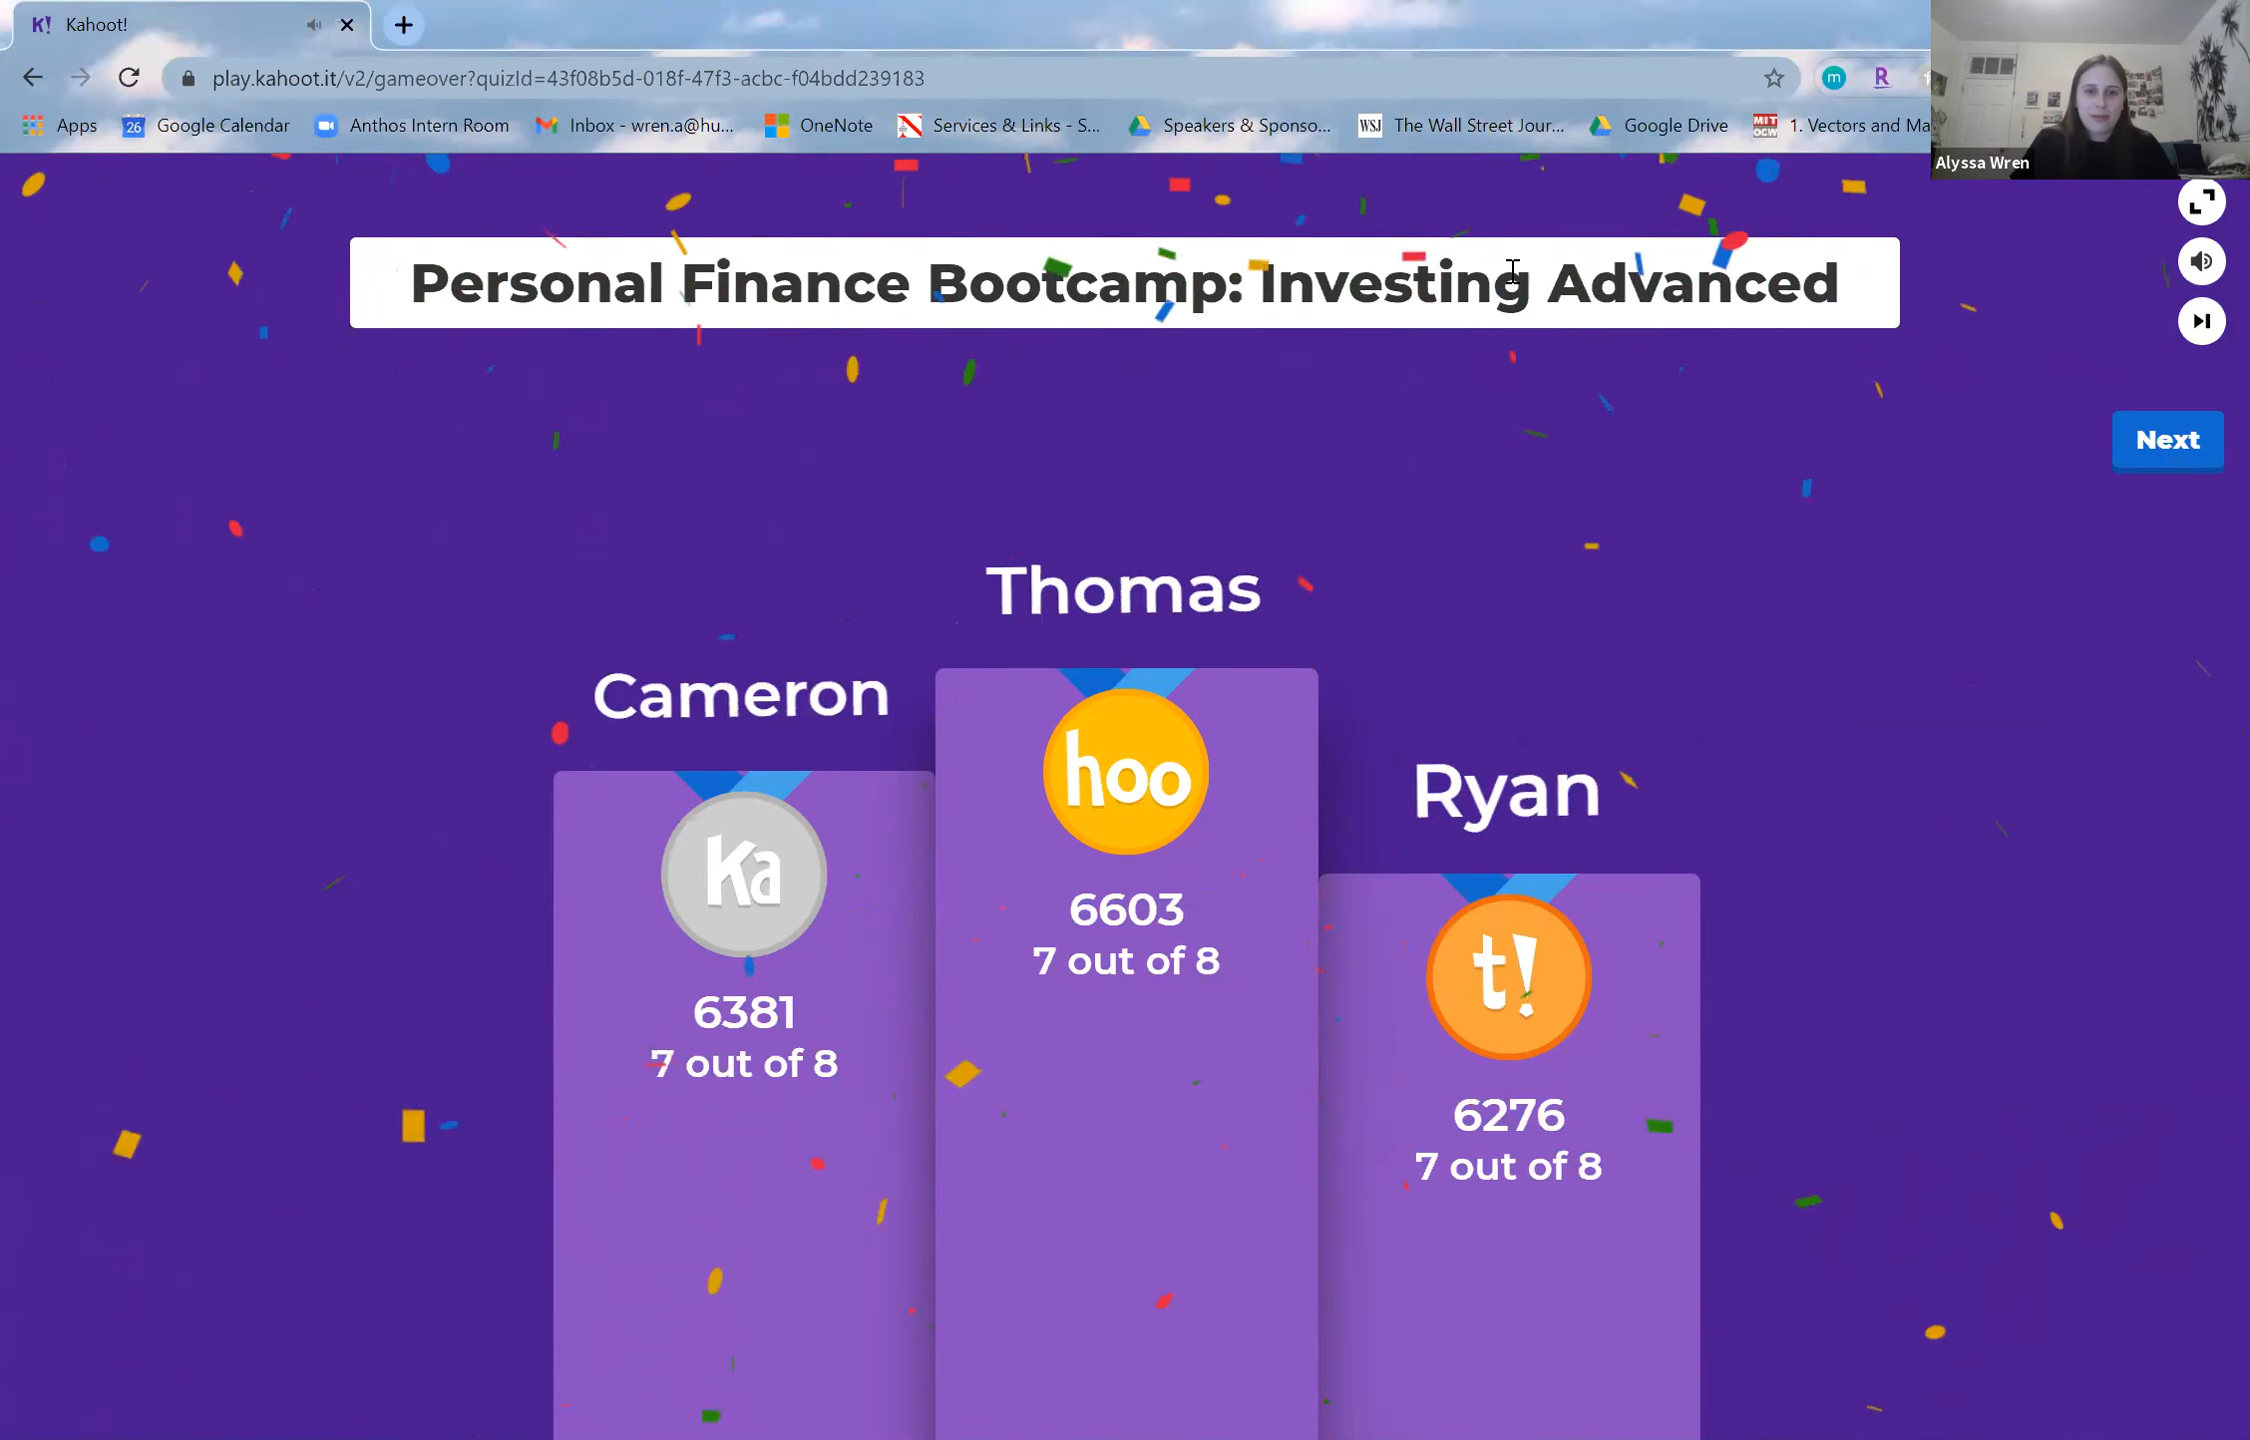 K! Kahoot!
play.kahoot.it/v2/gameover?quizId=43f08b5d-018f-47f3-acbc-f04bdd239183
m R
Apps 26 Google Calendar Anthos Intern Room Inbox - wren.a@hu... OneNote Services & Links - S... Speakers & Sponso... WSJ The Wall Street Jour... Google Drive MIT OCW 1. Vectors and Ma
Alyssa Wren
Personal Finance Bootcamp: Investing Advanced
Next
Thomas
Cameron
Ryan
hoo
Ka
t!
6603
7 out of 8
6381
7 out of 8
6276
7 out of 8